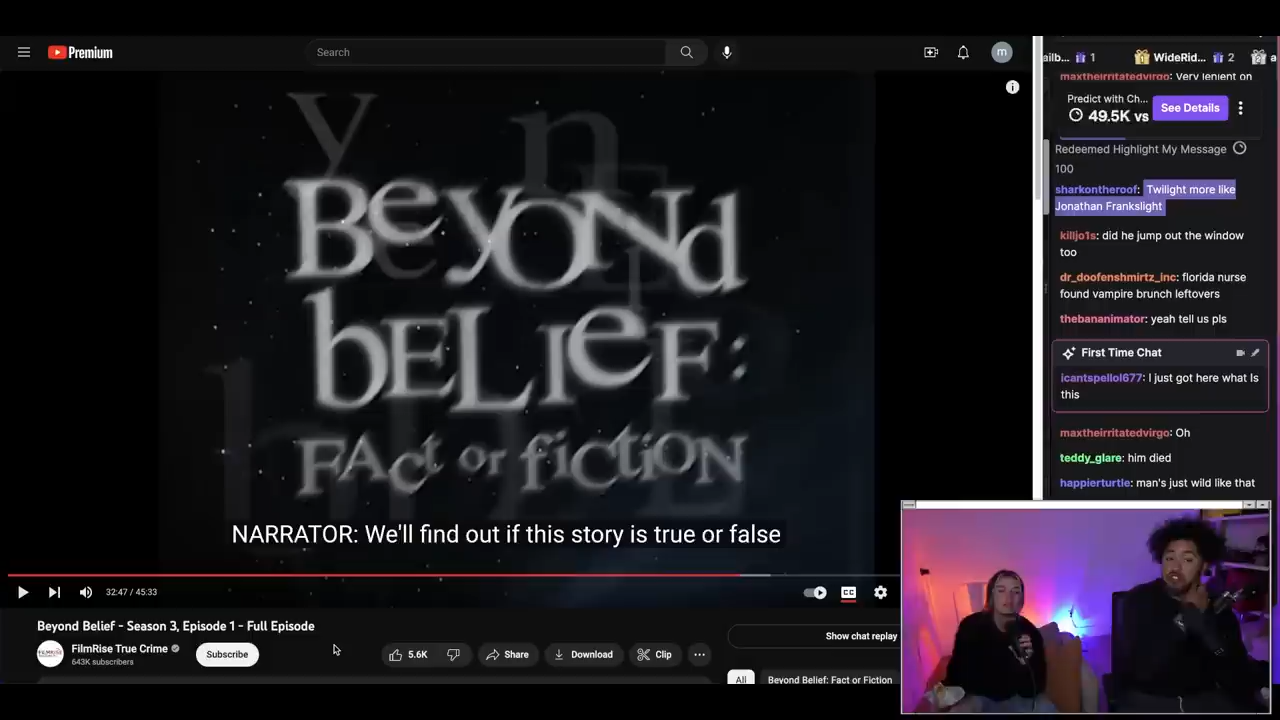 Premium
Search
m
y n
Beyond
bELIEF:
FAct or fiction
NARRATOR: We'll find out if this story is true or false
32:47 / 45:33
CC
Beyond Belief - Season 3, Episode 1 - Full Episode
FilmRise True Crime
643K subscribers
Subscribe
5.6K
Share
Download
Clip
Show chat replay
All
Beyond Belief: Fact or Fiction
ailb... 1
WideRid... 2
maxtheirritatedvirgo: Very lenient on
Predict with Ch...
49.5K vs
See Details
Redeemed Highlight My Message
100
sharkontheroof: Twilight more like
Jonathan Frankslight
killjo1s: did he jump out the window
too
dr_doofenshmirtz_inc: florida nurse
found vampire brunch leftovers
thebananimator: yeah tell us pls
First Time Chat
icantspellol677: I just got here what Is
this
maxtheirritatedvirgo: Oh
teddy_glare: him died
happierturtle: man's just wild like that